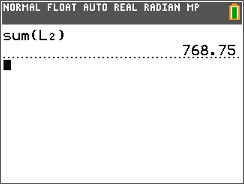 NORMAL FLOAT AUTO REAL RADIAN MP
sum(L₂)
768.75